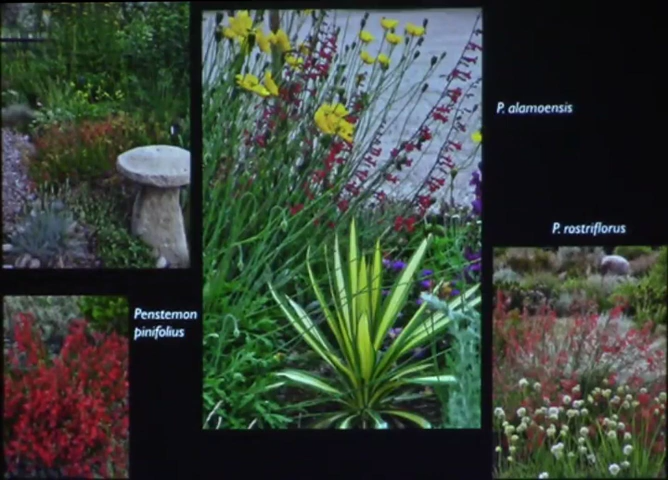 P. alamoensis
P. rostriflorus
Penstemon
pinifolius